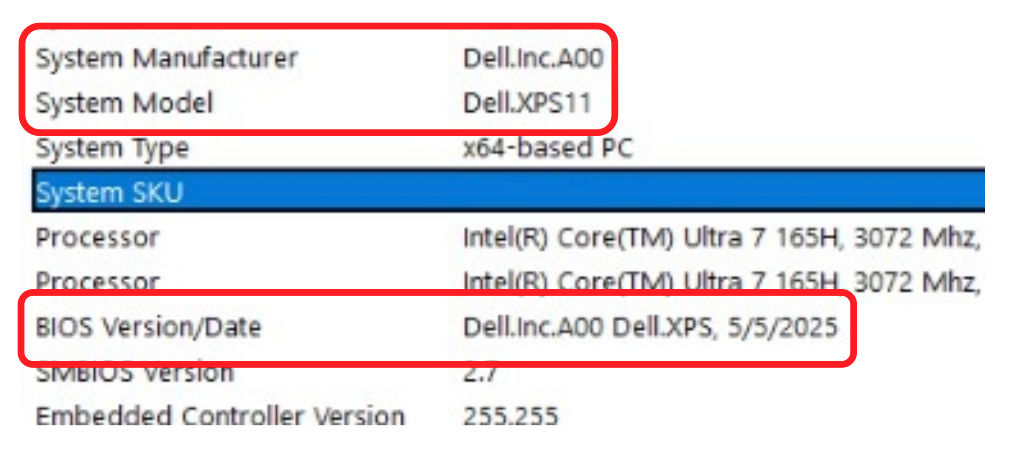 System Manufacturer Dell.Inc.A00
System Model Dell.XPS11
System Type x64-based PC
System SKU
Processor Intel(R) Core(TM) Ultra 7 165H, 3072 Mhz,
Processor Intel(R) Core(TM) Ultra 7 165H, 3072 Mhz,
BIOS Version/Date Dell.Inc.A00 Dell.XPS, 5/5/2025
SMBIOS Version 2.7
Embedded Controller Version 255.255